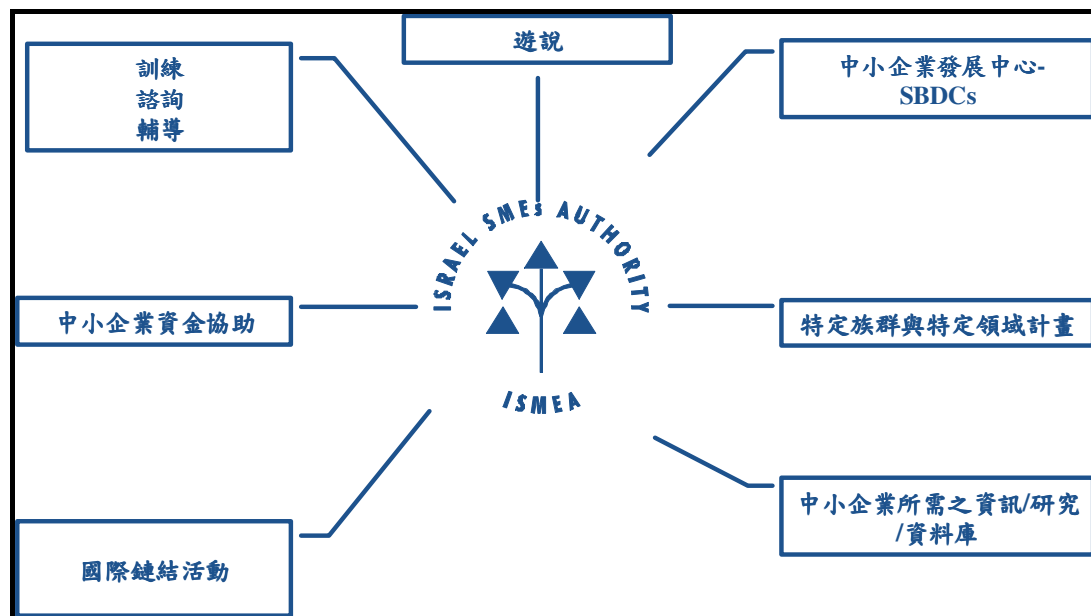 遊說
訓練
諮詢
輔導
中小企業發展中心-
SBDCs
ISRAEL SMEs AUTHORITY
中小企業資金協助
特定族群與特定領域計畫
ISMEA
中小企業所需之資訊/研究
/資料庫
國際鏈結活動